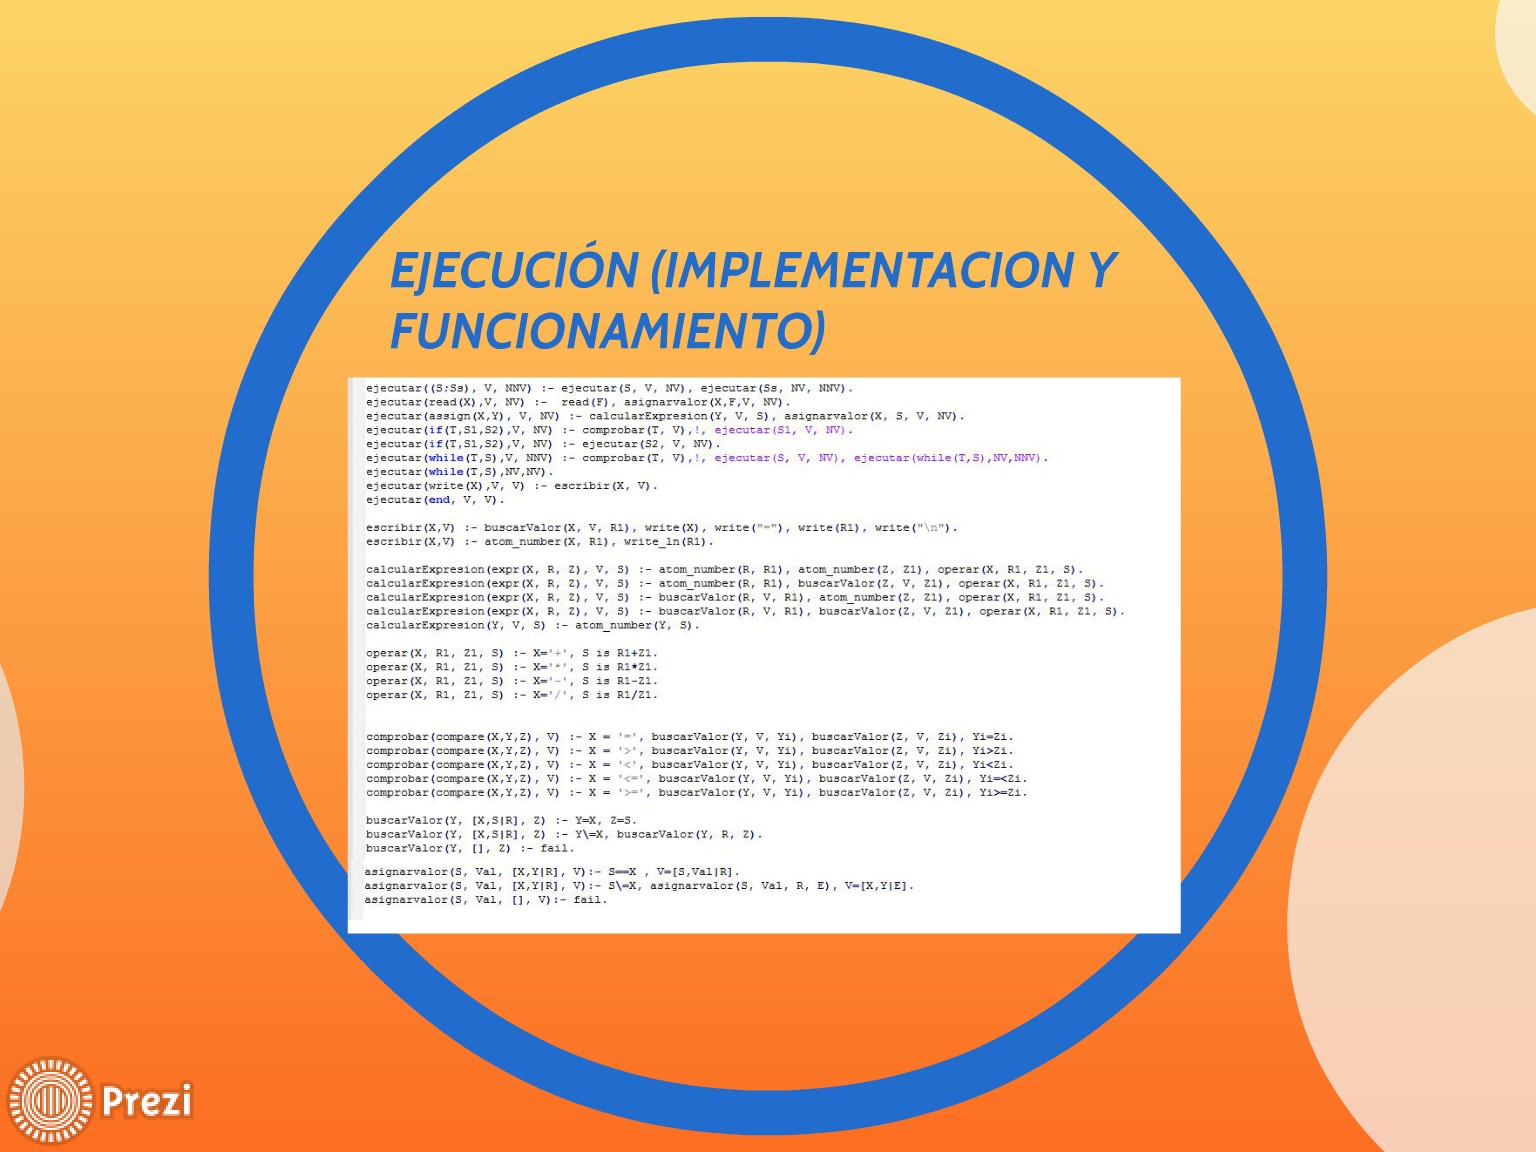 EJECUCIÓN (IMPLEMENTACION Y
FUNCIONAMIENTO)
ejecutar((S;Ss), V, NNV) :- ejecutar(S, V, NV), ejecutar(Ss, NV, NNV).
ejecutar(read(X),V, NV) :-  read(F), asignarvalor(X,F,V, NV).
ejecutar(assign(X,Y), V, NV) :- calcularExpresion(Y, V, S), asignarvalor(X, S, V, NV).
ejecutar(if(T,S1,S2),V, NV) :- comprobar(T, V),!, ejecutar(S1, V, NV).
ejecutar(if(T,S1,S2),V, NV) :- ejecutar(S2, V, NV).
ejecutar(while(T,S),V, NNV) :- comprobar(T, V),!, ejecutar(S, V, NV), ejecutar(while(T,S),NV,NNV).
ejecutar(while(T,S),NV,NV).
ejecutar(write(X),V, V) :- escribir(X, V).
ejecutar(end, V, V).
escribir(X,V) :- buscarValor(X, V, R1), write(X), write("="), write(R1), write("\n").
escribir(X,V) :- atom_number(X, R1), write_ln(R1).
calcularExpresion(expr(X, R, Z), V, S) :- atom_number(R, R1), atom_number(Z, Z1), operar(X, R1, Z1, S).
calcularExpresion(expr(X, R, Z), V, S) :- atom_number(R, R1), buscarValor(Z, V, Z1), operar(X, R1, Z1, S).
calcularExpresion(expr(X, R, Z), V, S) :- buscarValor(R, V, R1), atom_number(Z, Z1), operar(X, R1, Z1, S).
calcularExpresion(expr(X, R, Z), V, S) :- buscarValor(R, V, R1), buscarValor(Z, V, Z1), operar(X, R1, Z1, S).
calcularExpresion(Y, V, S) :- atom_number(Y, S).
operar(X, R1, Z1, S) :- X='+', S is R1+Z1.
operar(X, R1, Z1, S) :- X='*', S is R1*Z1.
operar(X, R1, Z1, S) :- X='-', S is R1-Z1.
operar(X, R1, Z1, S) :- X='/', S is R1/Z1.
comprobar(compare(X,Y,Z), V) :- X = '=', buscarValor(Y, V, Yi), buscarValor(Z, V, Zi), Yi=Zi.
comprobar(compare(X,Y,Z), V) :- X = '>', buscarValor(Y, V, Yi), buscarValor(Z, V, Zi), Yi>Zi.
comprobar(compare(X,Y,Z), V) :- X = '<', buscarValor(Y, V, Yi), buscarValor(Z, V, Zi), Yi<Zi.
comprobar(compare(X,Y,Z), V) :- X = '<=', buscarValor(Y, V, Yi), buscarValor(Z, V, Zi), Yi=<Zi.
comprobar(compare(X,Y,Z), V) :- X = '>=', buscarValor(Y, V, Yi), buscarValor(Z, V, Zi), Yi>=Zi.
buscarValor(Y, [X,S|R], Z) :- Y=X, Z=S.
buscarValor(Y, [X,S|R], Z) :- Y\=X, buscarValor(Y, R, Z).
buscarValor(Y, [], Z) :- fail.
asignarvalor(S, Val, [X,Y|R], V):- S==X , V=[S,Val|R].
asignarvalor(S, Val, [X,Y|R], V):- S\=X, asignarvalor(S, Val, R, E), V=[X,Y|E].
asignarvalor(S, Val, [], V):- fail.
Prezi